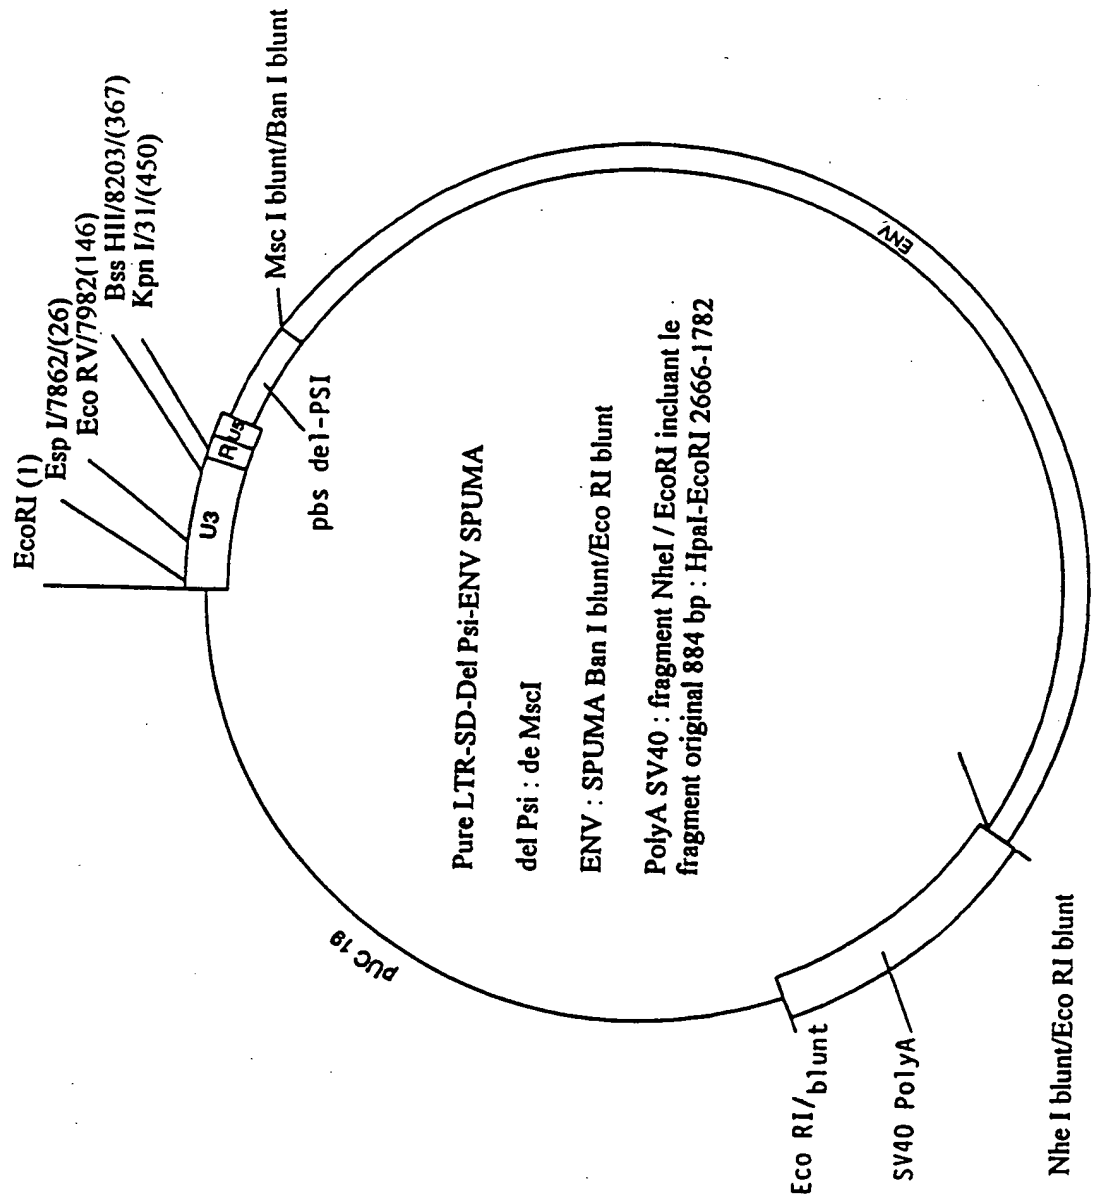 EcoRI (1)
Esp I/7862/(26)
Eco RV/7982(146)
Bss HII/8203/(367)
Kpn I/31/(450)
Msc I blunt/Ban I blunt
U3
R
U5
pbs del-PSI
ENV,
pUC 19
Pure LTR-SD-Del Psi-ENV SPUMA
del Psi : de MscI
ENV : SPUMA Ban I blunt/Eco RI blunt
PolyA SV40 : fragment NheI / EcoRI incluant le
fragment original 884 bp : HpaI-EcoRI 2666-1782
Eco RI/blunt
SV40 PolyA
Nhe I blunt/Eco RI blunt